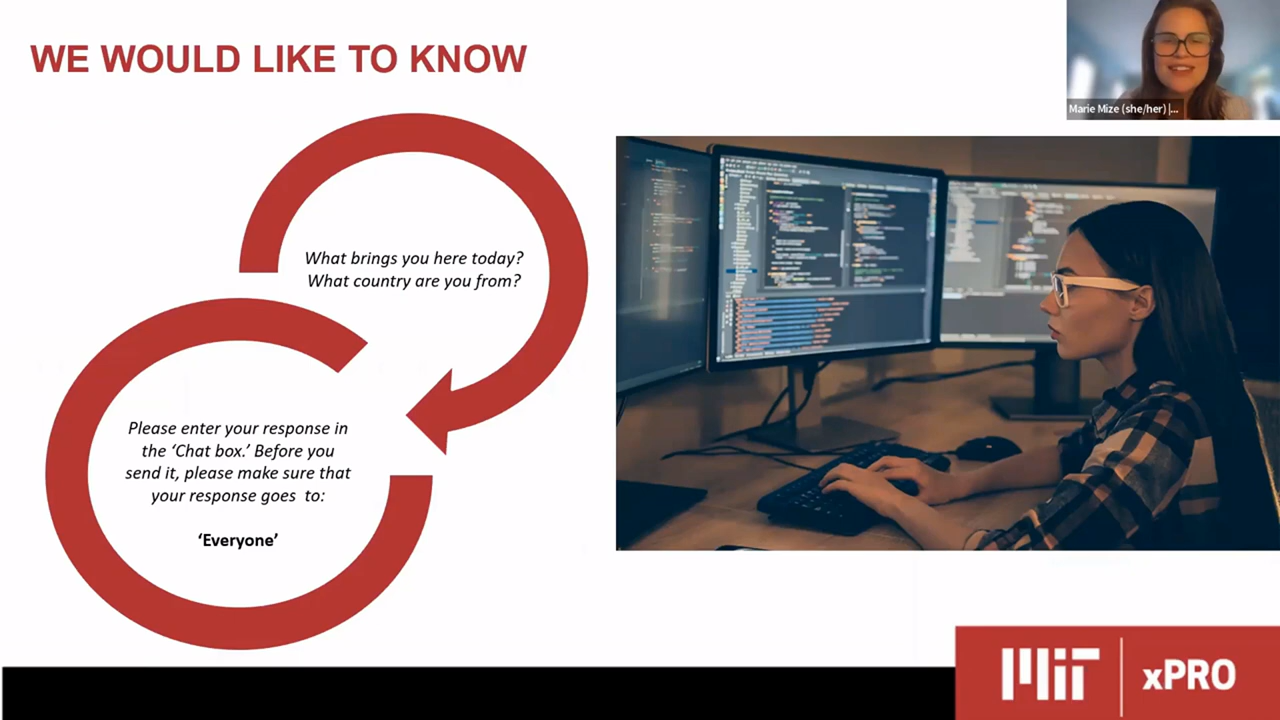 WE WOULD LIKE TO KNOW
Marie Mize (she/her) |...
What brings you here today?
What country are you from?
Please enter your response in
the ‘Chat box.’ Before you
send it, please make sure that
your response goes to:
‘Everyone’
MIT
xPRO